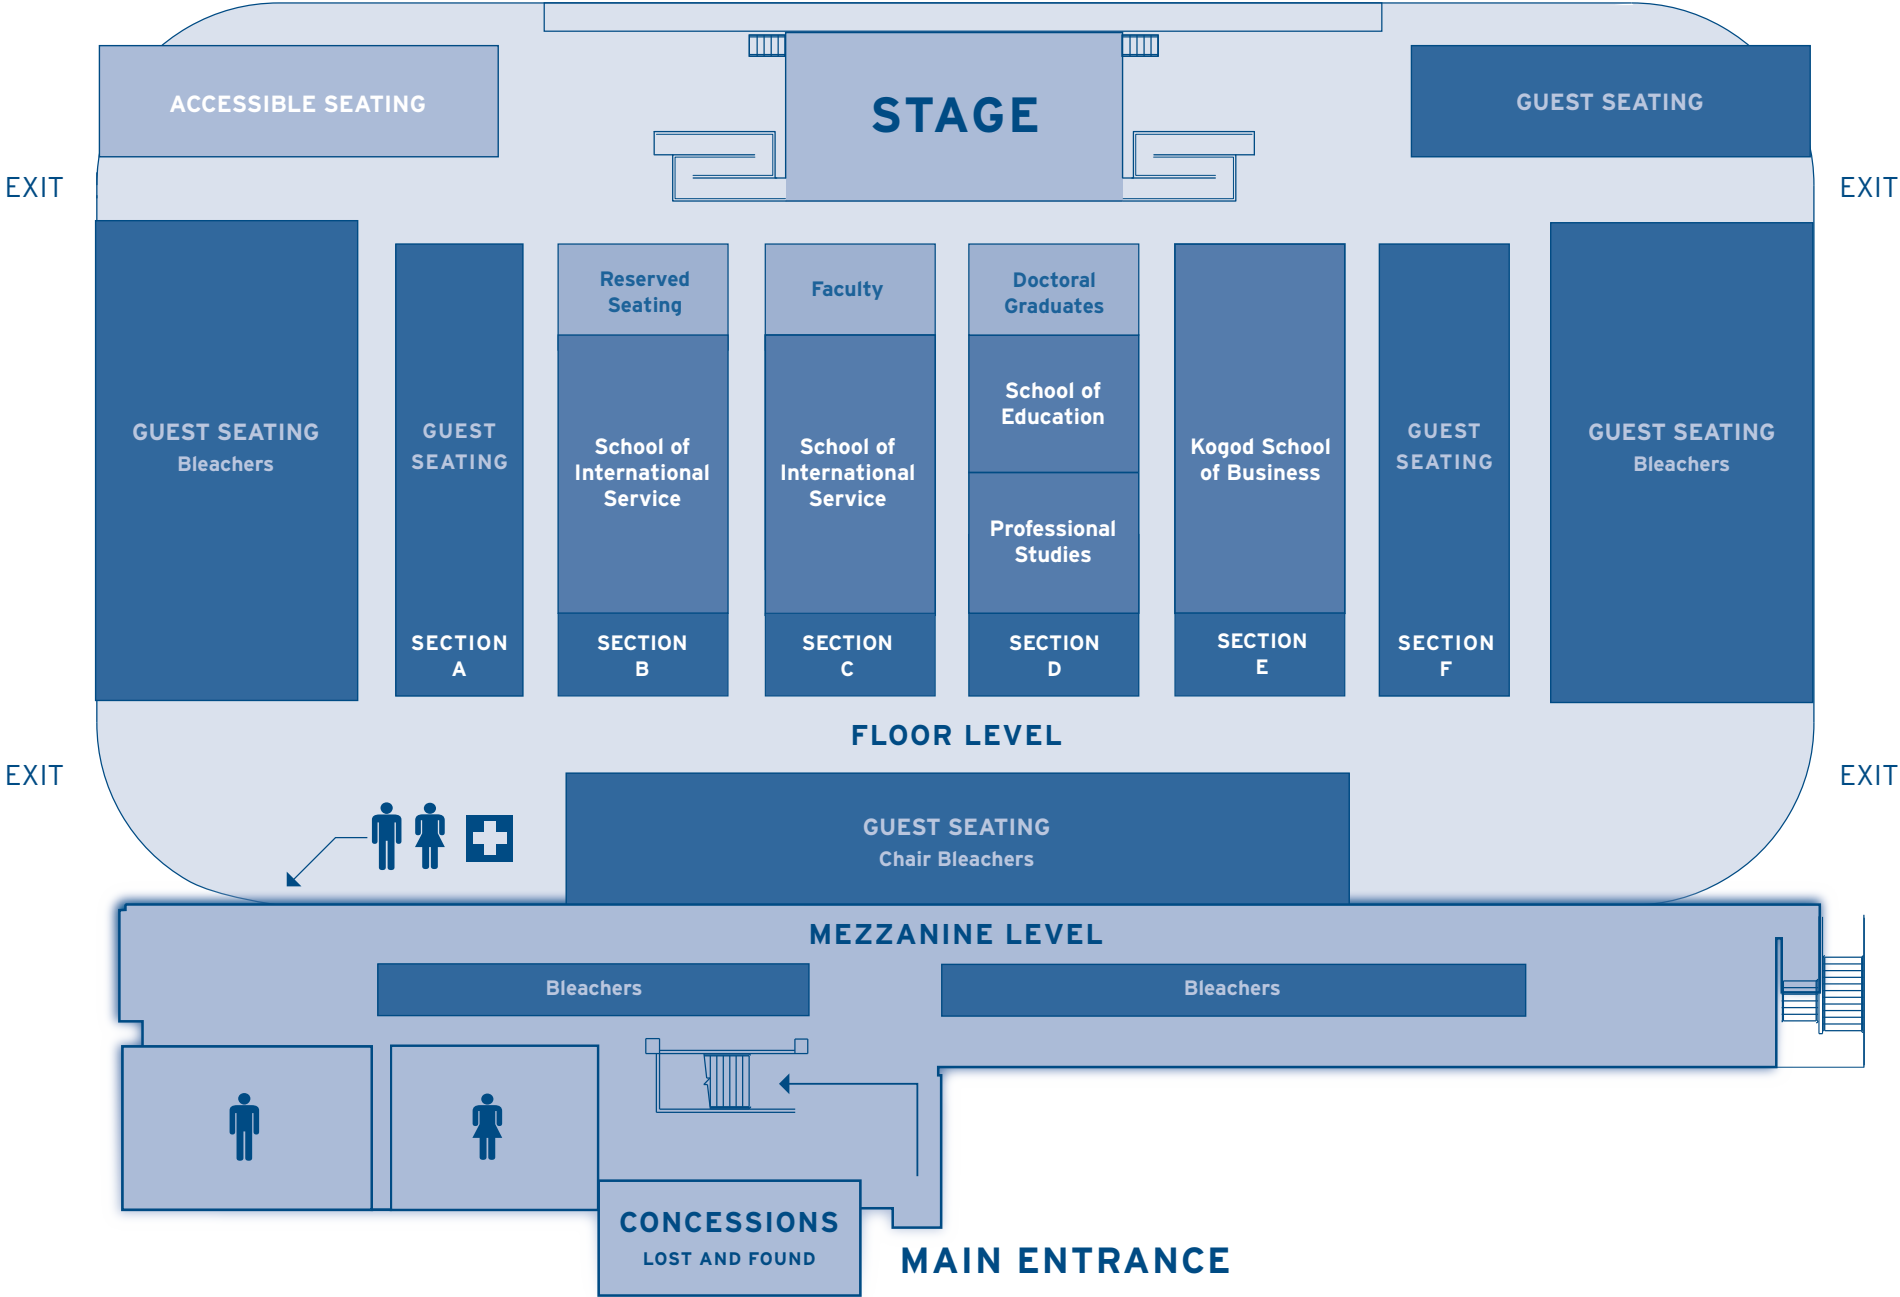 ACCESSIBLE SEATING
STAGE
GUEST SEATING
EXIT
EXIT
GUEST SEATING
Bleachers
GUEST
SEATING
SECTION
A
Reserved
Seating
School of
International
Service
SECTION
B
Faculty
School of
International
Service
SECTION
C
Doctoral
Graduates
School of
Education
Professional
Studies
SECTION
D
Kogod School
of Business
SECTION
E
GUEST
SEATING
SECTION
F
GUEST SEATING
Bleachers
FLOOR LEVEL
EXIT
EXIT
GUEST SEATING
Chair Bleachers
MEZZANINE LEVEL
Bleachers
Bleachers
CONCESSIONS
LOST AND FOUND
MAIN ENTRANCE